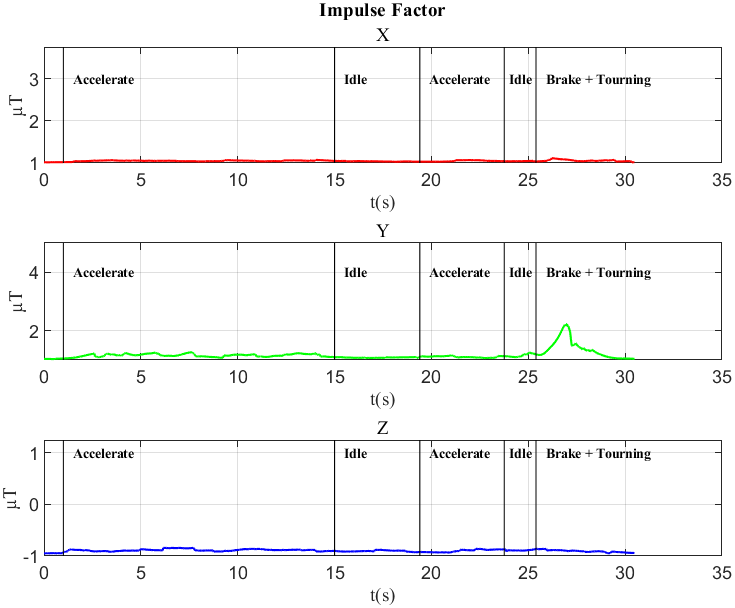 Impulse Factor
X
Accelerate Idle Accelerate Idle Brake + Tourning
3
2
1
μT
0 5 10 15 20 25 30 35
t(s)
Y
Accelerate Idle Accelerate Idle Brake + Tourning
4
2
μT
0 5 10 15 20 25 30 35
t(s)
Z
Accelerate Idle Accelerate Idle Brake + Tourning
1
0
-1
μT
0 5 10 15 20 25 30 35
t(s)